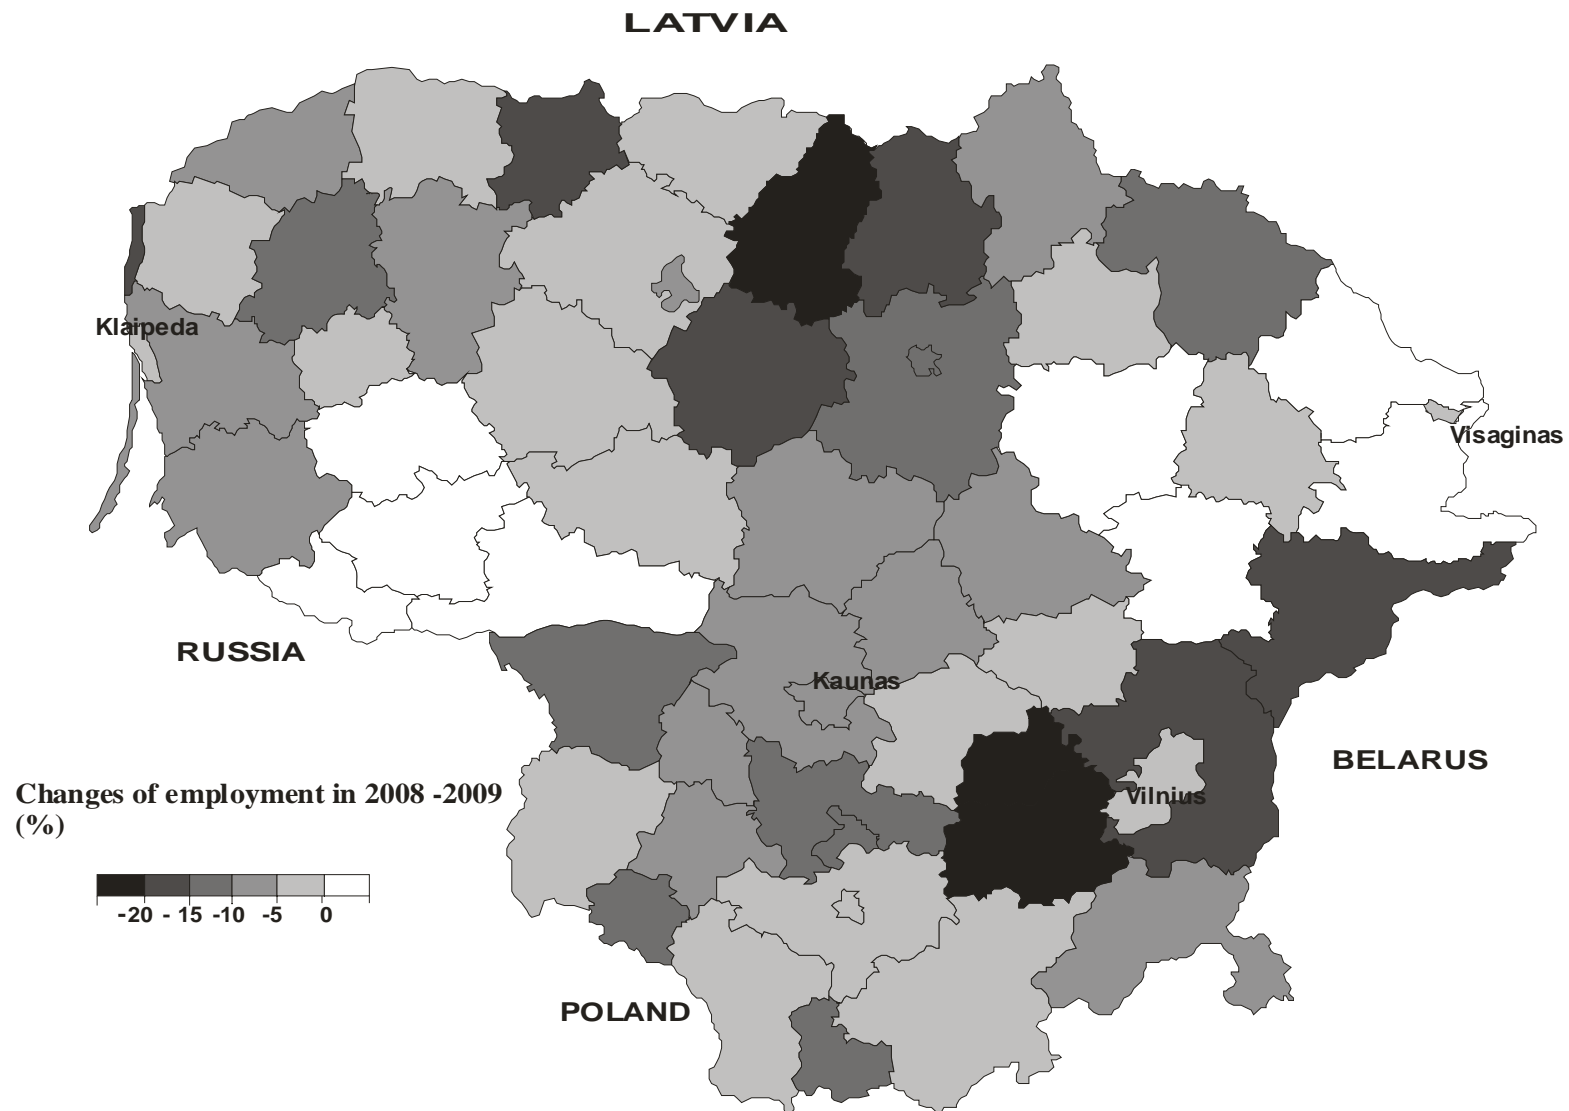 LATVIA
Klaipeda
Visaginas
RUSSIA
Kaunas
BELARUS
Changes of employment in 2008 -2009
(%)
Vilnius
-20 - 15 -10 -5 0
POLAND